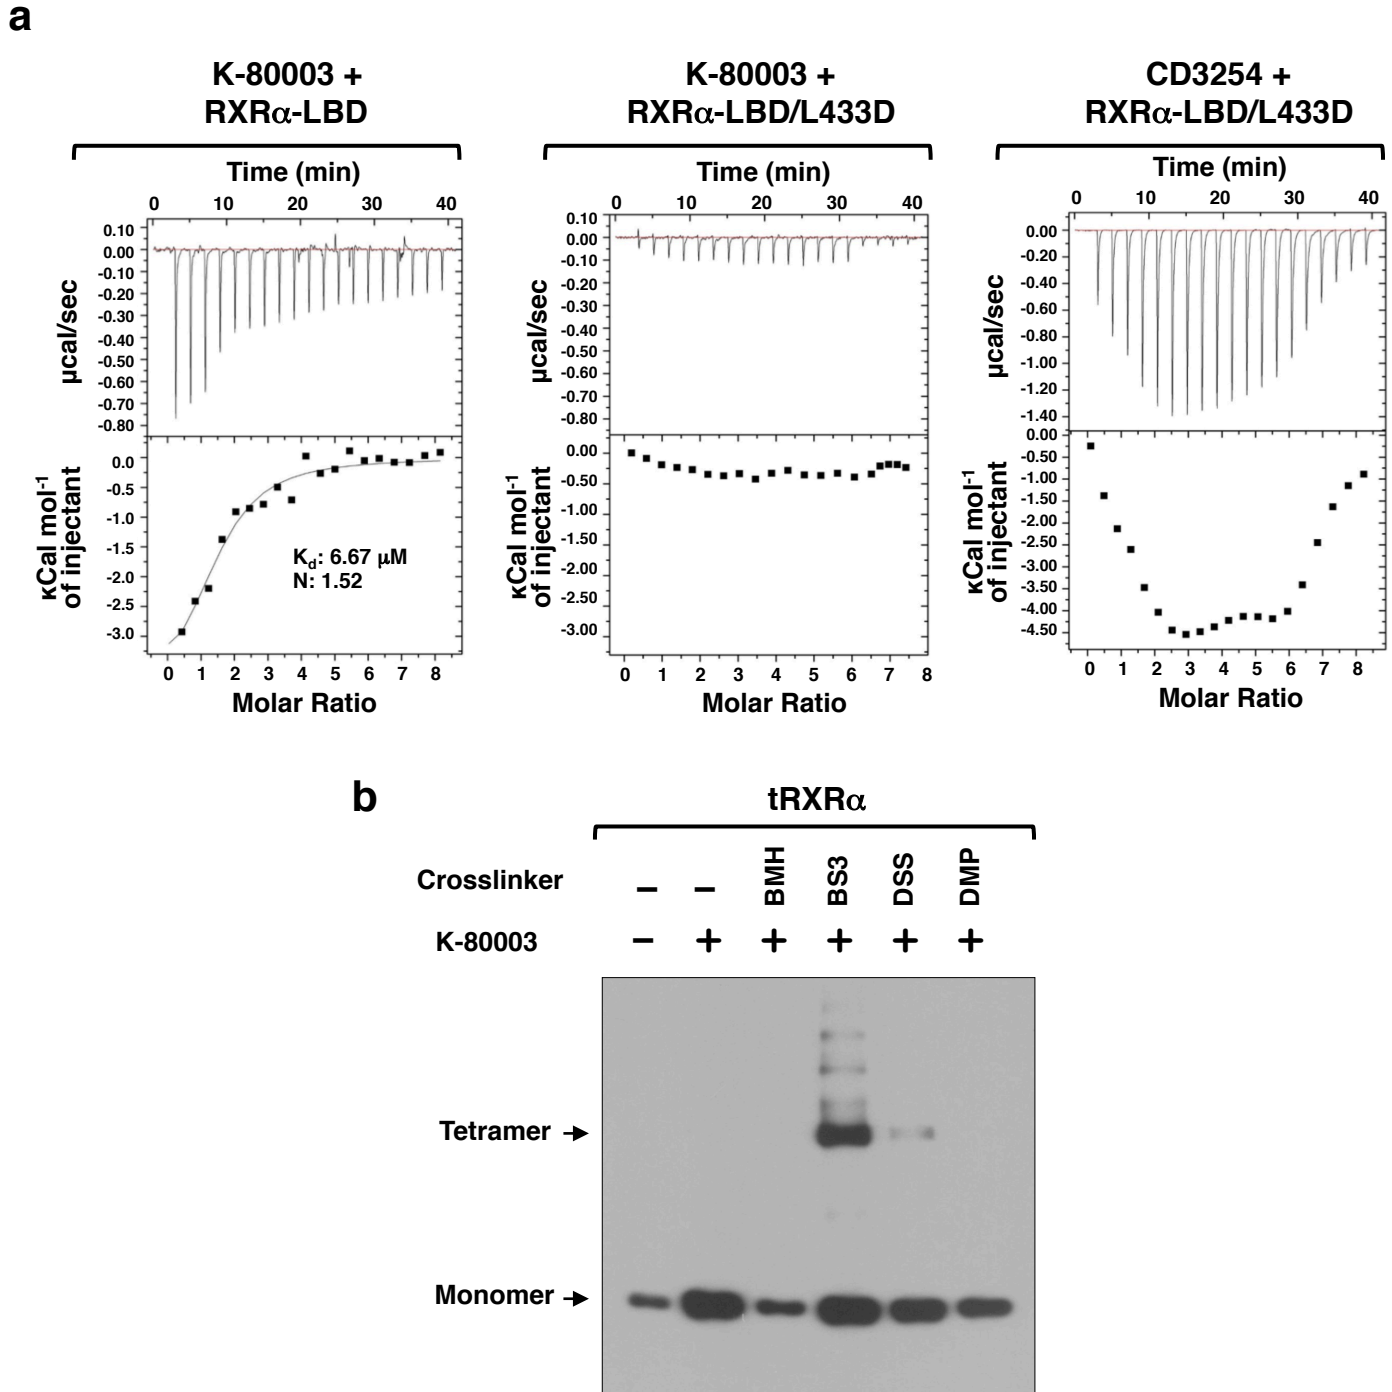 a
K-80003 +
RXRα-LBD
Time (min)
0 10 20 30 40
0.10
0.00
-0.10
-0.20
-0.30
-0.40
-0.50
-0.60
-0.70
-0.80
μcal/sec
0.0
-0.5
-1.0
-1.5
-2.0
-2.5
-3.0
κCal mol-1
of injectant
Kd: 6.67 μM
N: 1.52
0 1 2 3 4 5 6 7 8
Molar Ratio
K-80003 +
RXRα-LBD/L433D
Time (min)
0 10 20 30 40
0.10
0.00
-0.10
-0.20
-0.30
-0.40
-0.50
-0.60
-0.70
-0.80
μcal/sec
0.00
-0.50
-1.00
-1.50
-2.00
-2.50
-3.00
κCal mol-1
of injectant
0 1 2 3 4 5 6 7 8
Molar Ratio
CD3254 +
RXRα-LBD/L433D
Time (min)
0 10 20 30 40
0.00
-0.20
-0.40
-0.60
-0.80
-1.00
-1.20
-1.40
μcal/sec
0.00
-0.50
-1.00
-1.50
-2.00
-2.50
-3.00
-3.50
-4.00
-4.50
κCal mol-1
of injectant
0 1 2 3 4 5 6 7 8
Molar Ratio
b
tRXRα
Crosslinker – – BMH BS3 DSS DMP
K-80003 – + + + + +
Tetramer
Monomer